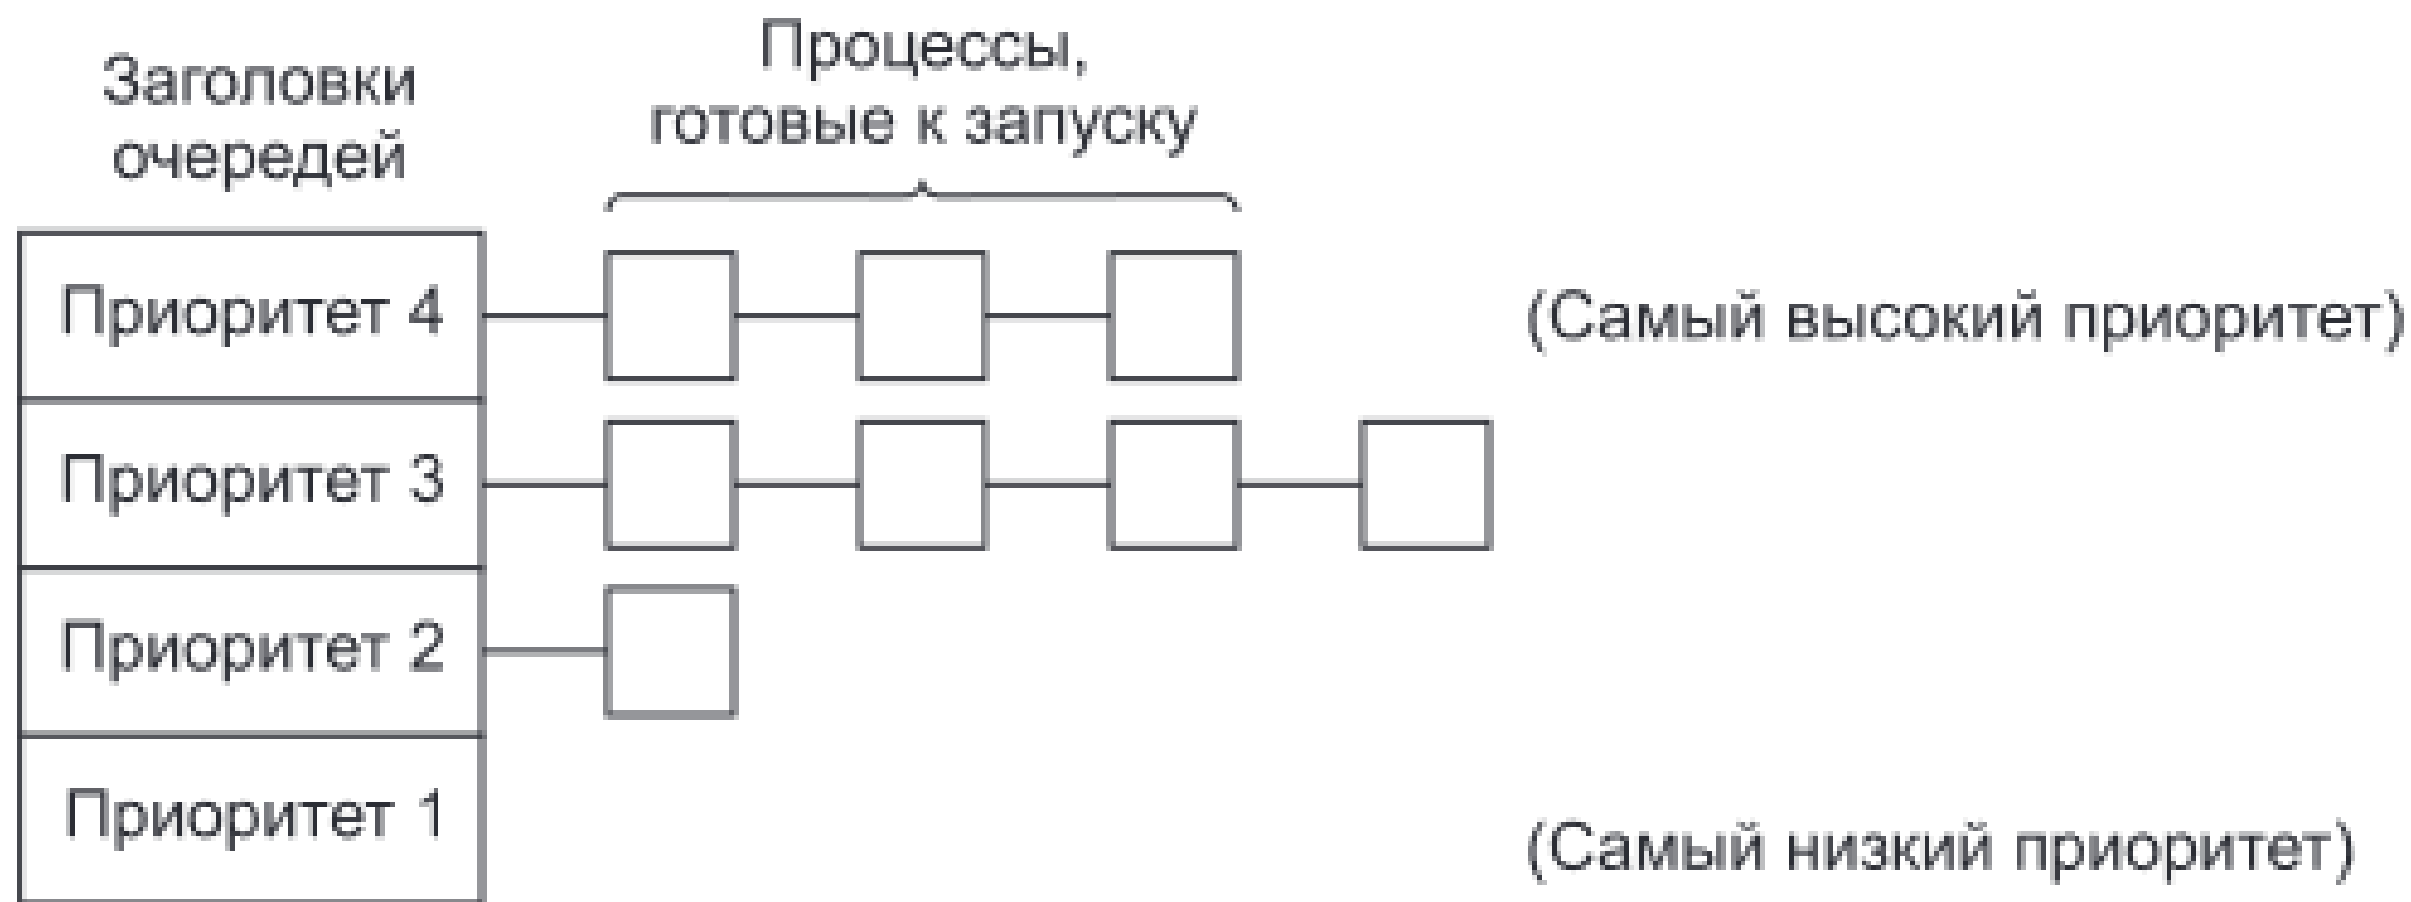 Заголовки
очередей
Процессы,
готовые к запуску
Приоритет 4
(Самый высокий приоритет)
Приоритет 3
Приоритет 2
Приоритет 1
(Самый низкий приоритет)